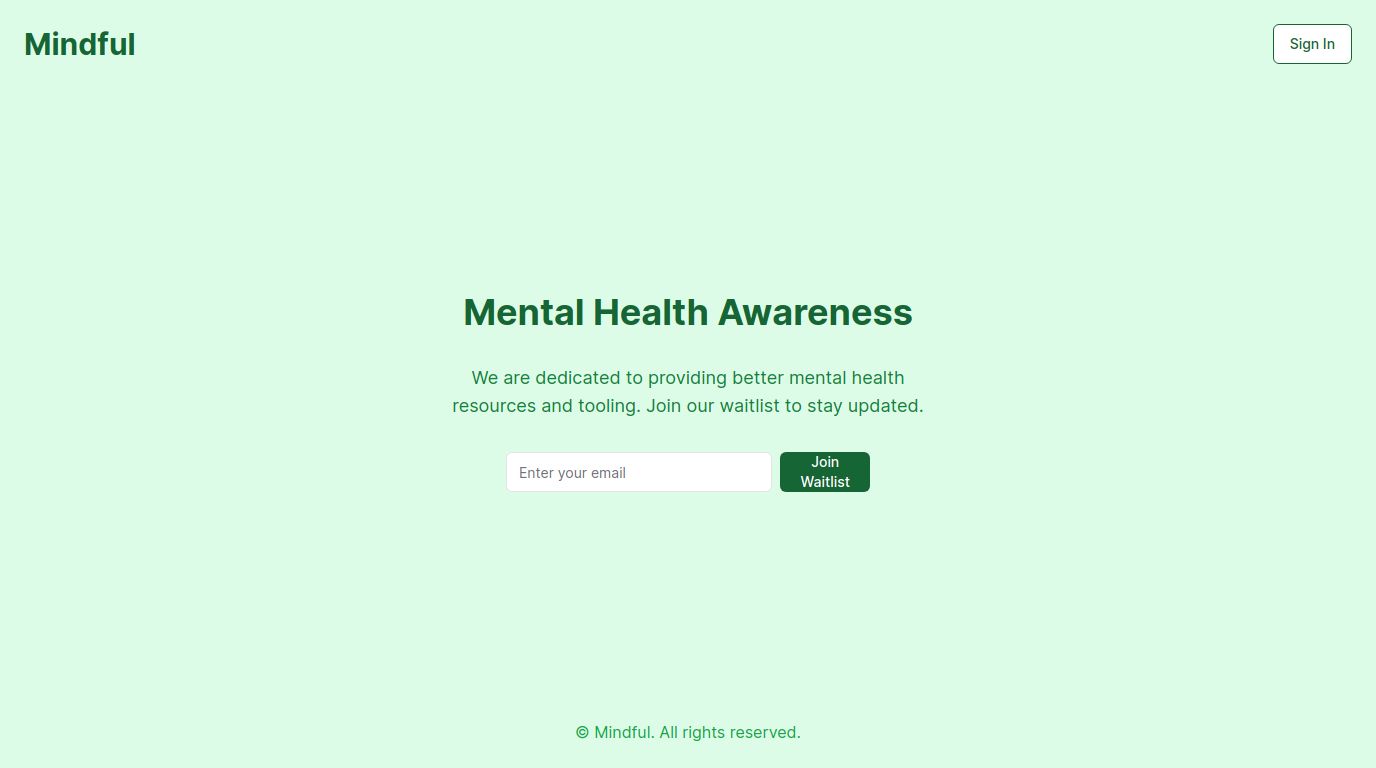 Mindful
Sign In
Mental Health Awareness
We are dedicated to providing better mental health
resources and tooling. Join our waitlist to stay updated.
Enter your email
Join
Waitlist
© Mindful. All rights reserved.